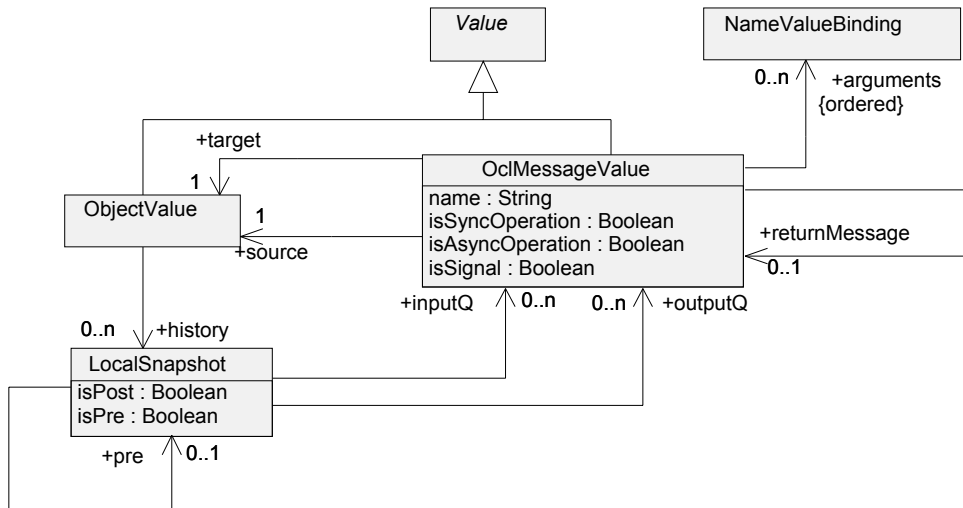 Value
NameValueBinding
0..n
+arguments
{ordered}
+target
1
OclMessageValue
name : String
isSyncOperation : Boolean
isAsyncOperation : Boolean
isSignal : Boolean
ObjectValue
1
+source
+returnMessage
0..1
+inputQ
0..n
0..n
+outputQ
0..n
+history
LocalSnapshot
isPost : Boolean
isPre : Boolean
+pre
0..1